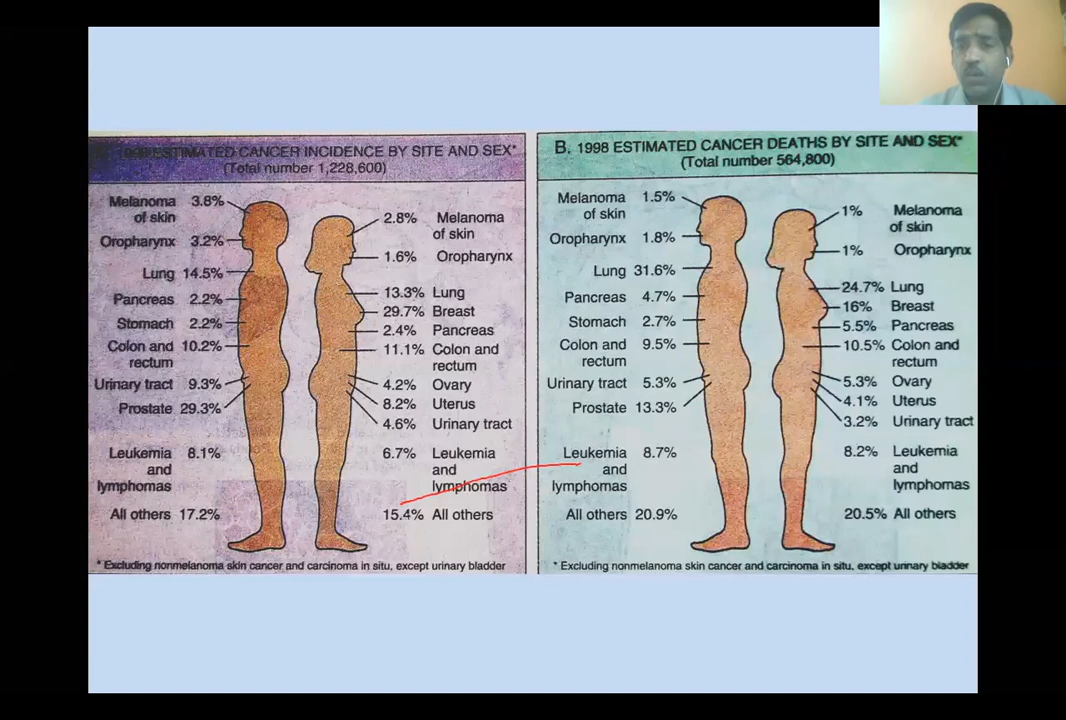 1998 ESTIMATED CANCER INCIDENCE BY SITE AND SEX*
(Total number 1,228,600)
Melanoma of skin 3.8%
Oropharynx 3.2%
Lung 14.5%
Pancreas 2.2%
Stomach 2.2%
Colon and rectum 10.2%
Urinary tract 9.3%
Prostate 29.3%
Leukemia and lymphomas 8.1%
All others 17.2%
2.8% Melanoma of skin
1.6% Oropharynx
13.3% Lung
29.7% Breast
2.4% Pancreas
11.1% Colon and rectum
4.2% Ovary
8.2% Uterus
4.6% Urinary tract
6.7% Leukemia and lymphomas
15.4% All others
* Excluding nonmelanoma skin cancer and carcinoma in situ, except urinary bladder
B. 1998 ESTIMATED CANCER DEATHS BY SITE AND SEX*
(Total number 564,800)
Melanoma of skin 1.5%
Oropharynx 1.8%
Lung 31.6%
Pancreas 4.7%
Stomach 2.7%
Colon and rectum 9.5%
Urinary tract 5.3%
Prostate 13.3%
Leukemia and lymphomas 8.7%
All others 20.9%
1% Melanoma of skin
1% Oropharynx
24.7% Lung
16% Breast
5.5% Pancreas
10.5% Colon and rectum
5.3% Ovary
4.1% Uterus
3.2% Urinary tract
8.2% Leukemia and lymphomas
20.5% All others
* Excluding nonmelanoma skin cancer and carcinoma in situ, except urinary bladder